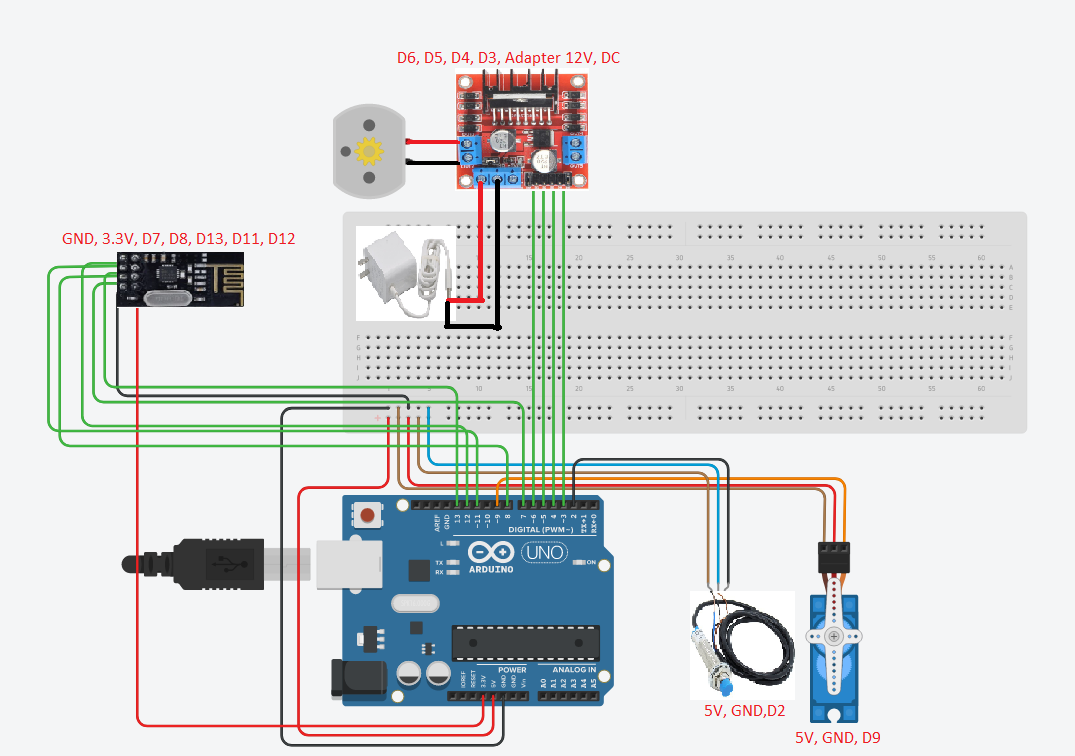 D6, D5, D4, D3, Adapter 12V, DC
GND, 3.3V, D7, D8, D13, D11, D12
5 10 15 20 25 30 35 40 45 50 55 60
A
B
C
D
E
F
G
H
I
J
10 15 20 25 30 35 40 45 50 55 60
AREF
GND
13
12
~11
~10
~9
8
7
~6
~5
4
~3
2
TX→1
RX←0
DIGITAL (PWM~)
L
TX
RX
UNO
ON
ARDUINO
POWER
ANALOG IN
IOREF
RESET
3.3V
5V
GND
GND
Vin
A0
A1
A2
A3
A4
A5
5V, GND,D2
5V, GND, D9